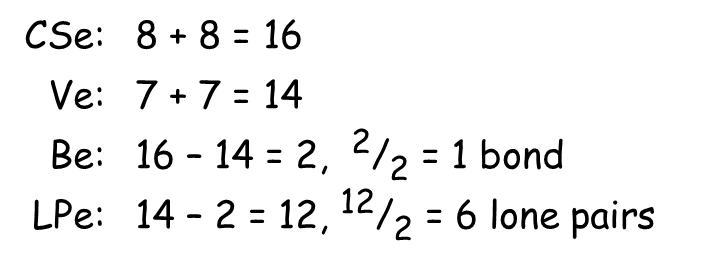 CSe: 8 + 8 = 16
Ve: 7 + 7 = 14
Be: 16 – 14 = 2, 2/2 = 1 bond
LPe: 14 – 2 = 12, 12/2 = 6 lone pairs